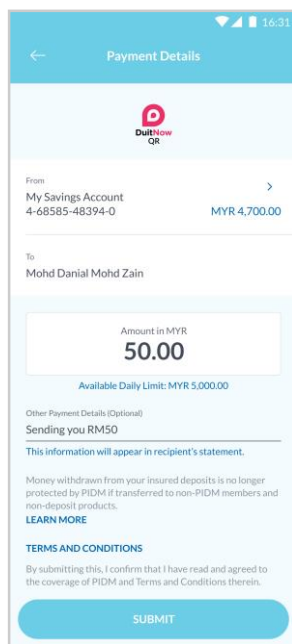 16:31
Payment Details
DuitNow
QR
From
My Savings Account
4-68585-48394-0 MYR 4,700.00
To
Mohd Danial Mohd Zain
Amount in MYR
50.00
Available Daily Limit: MYR 5,000.00
Other Payment Details (Optional)
Sending you RM50
This information will appear in recipient's statement.
Money withdrawn from your insured deposits is no longer
protected by PIDM if transferred to non-PIDM members and
non-deposit products.
LEARN MORE
TERMS AND CONDITIONS
By submitting this, I confirm that I have read and agreed to
the coverage of PIDM and Terms and Conditions therein.
SUBMIT